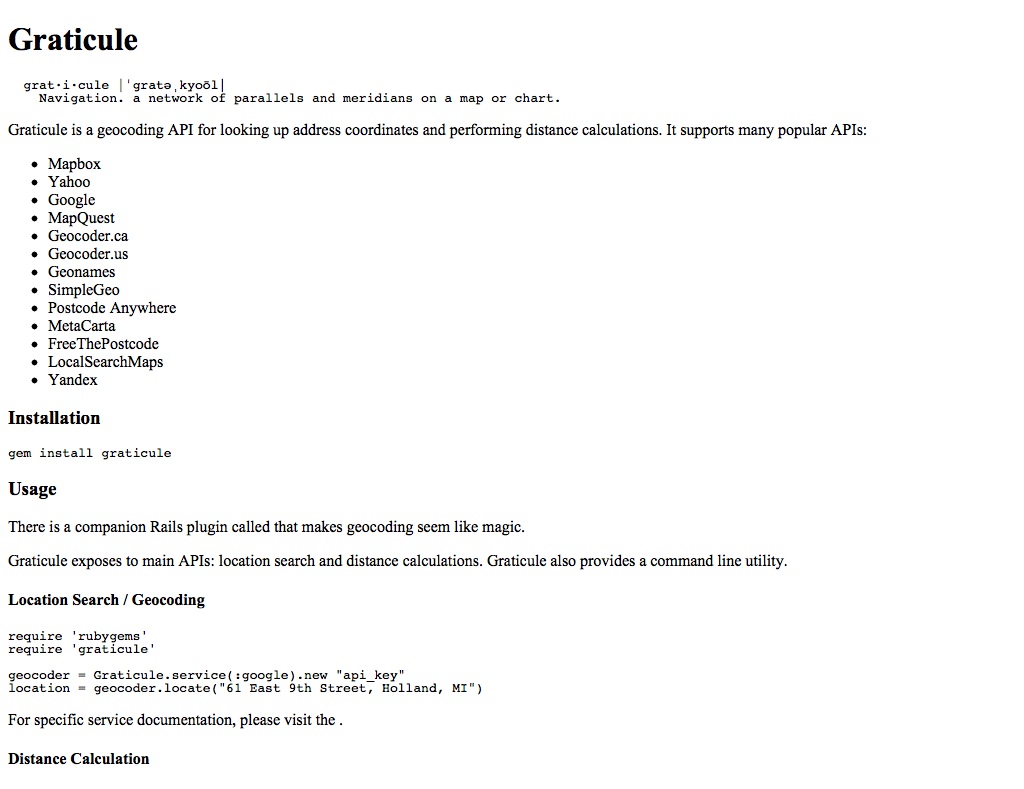 Graticule
grat·i·cule |ˈgratəˌkyoōl|
Navigation. a network of parallels and meridians on a map or chart.
Graticule is a geocoding API for looking up address coordinates and performing distance calculations. It supports many popular APIs:
• Mapbox
• Yahoo
• Google
• MapQuest
• Geocoder.ca
• Geocoder.us
• Geonames
• SimpleGeo
• Postcode Anywhere
• MetaCarta
• FreeThePostcode
• LocalSearchMaps
• Yandex
Installation
gem install graticule
Usage
There is a companion Rails plugin called that makes geocoding seem like magic.
Graticule exposes to main APIs: location search and distance calculations. Graticule also provides a command line utility.
Location Search / Geocoding
require 'rubygems'
require 'graticule'
geocoder = Graticule.service(:google).new "api_key"
location = geocoder.locate("61 East 9th Street, Holland, MI")
For specific service documentation, please visit the .
Distance Calculation